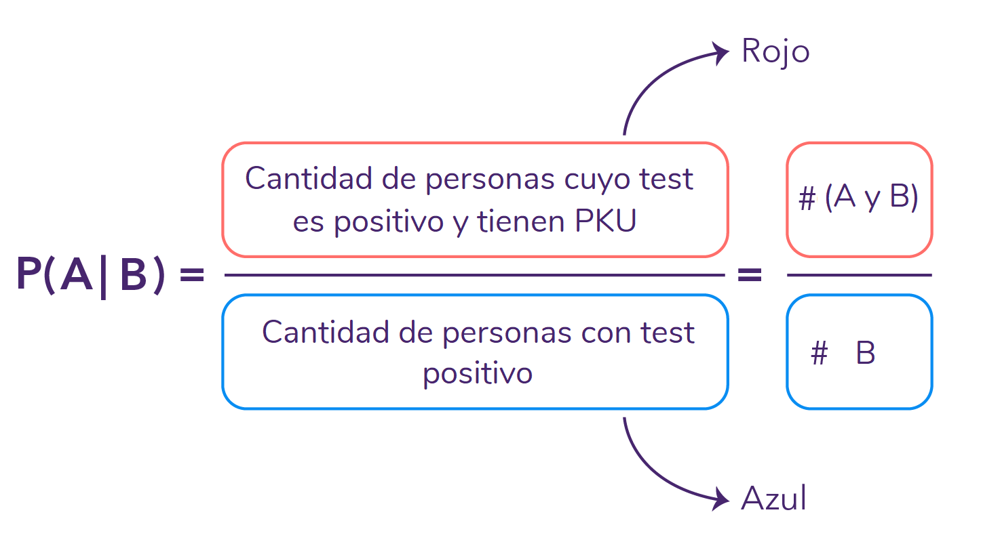 Rojo
Cantidad de personas cuyo test
es positivo y tienen PKU
# (A y B)
P(A|B) = =
Cantidad de personas con test
positivo
# B
Azul